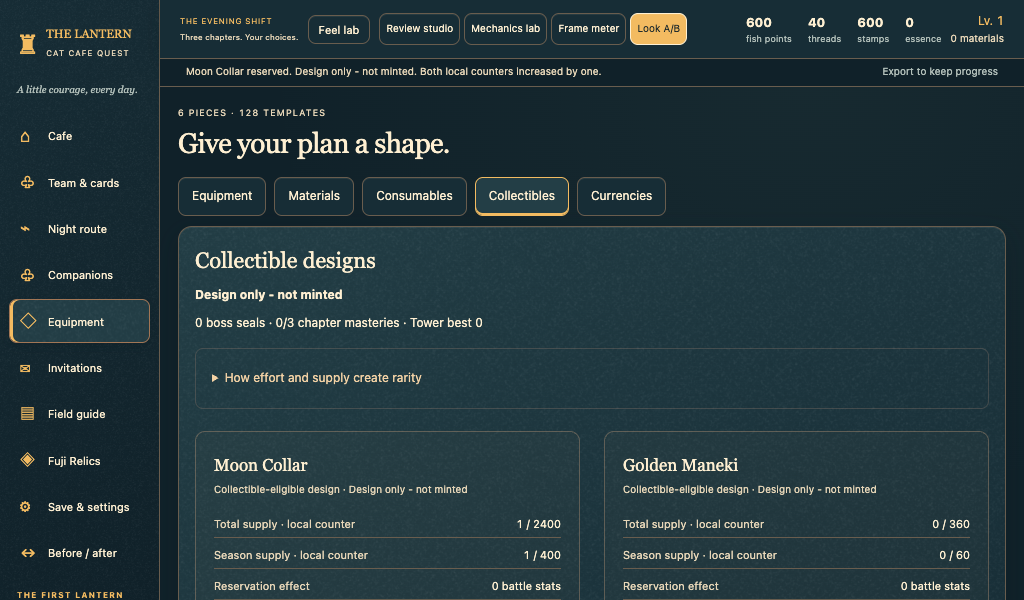 THE LANTERN
CAT CAFE QUEST
A little courage, every day.
Cafe
Team & cards
Night route
Companions
Equipment
Invitations
Field guide
Fuji Relics
Save & settings
Before / after
THE FIRST LANTERN
THE EVENING SHIFT
Three chapters. Your choices.
Feel lab
Review studio
Mechanics lab
Frame meter
Look A/B
600 fish points
40 threads
600 stamps
0 essence
Lv. 1
0 materials
Moon Collar reserved. Design only - not minted. Both local counters increased by one.
Export to keep progress
6 PIECES · 128 TEMPLATES
Give your plan a shape.
Equipment
Materials
Consumables
Collectibles
Currencies
Collectible designs
Design only - not minted
0 boss seals · 0/3 chapter masteries · Tower best 0
How effort and supply create rarity
Moon Collar
Collectible-eligible design · Design only - not minted
Total supply · local counter 1 / 2400
Season supply · local counter 1 / 400
Reservation effect 0 battle stats
Golden Maneki
Collectible-eligible design · Design only - not minted
Total supply · local counter 0 / 360
Season supply · local counter 0 / 60
Reservation effect 0 battle stats